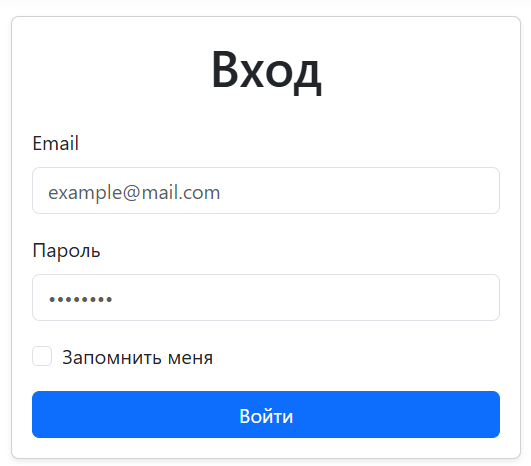 Вход
Email
example@mail.com
Пароль
••••••••
Запомнить меня
Войти